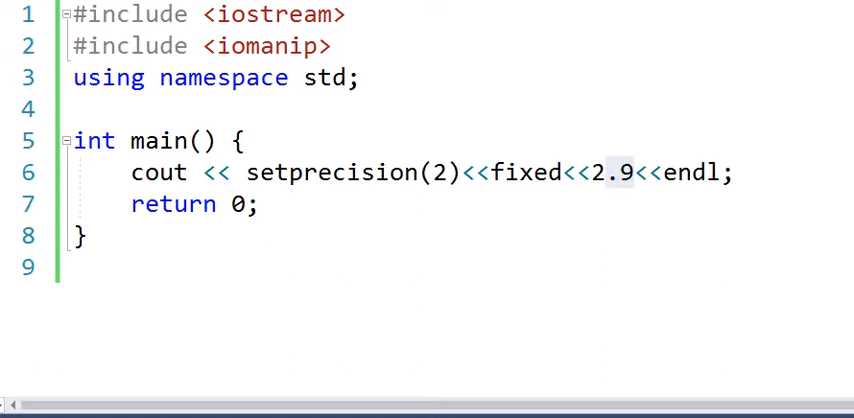 1 #include <iostream>
2 #include <iomanip>
3 using namespace std;
4
5 int main() {
6 cout << setprecision(2)<<fixed<<2.9<<endl;
7 return 0;
8 }
9